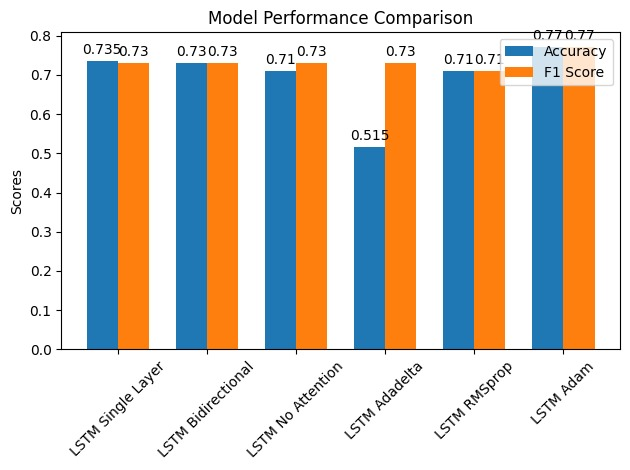 Model Performance Comparison
Scores
0.8
0.7
0.6
0.5
0.4
0.3
0.2
0.1
0.0
0.735 0.73
0.73 0.73
0.71 0.73
0.515 0.73
0.71 0.71
0.77 0.77
Accuracy
F1 Score
LSTM Single Layer
LSTM Bidirectional
LSTM No Attention
LSTM Adadelta
LSTM RMSprop
LSTM Adam